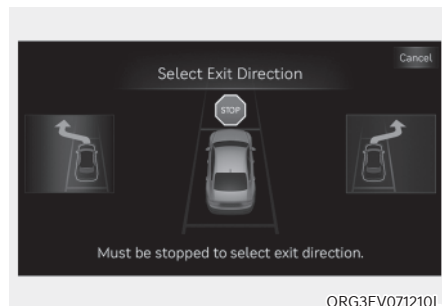 Cancel
Select Exit Direction
STOP
Must be stopped to select exit direction.
ORG3EV071210L